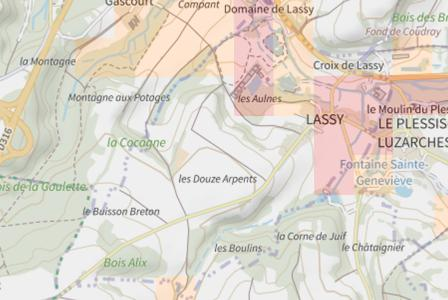 Gascourt
Compant
Domaine de Lassy
Bois des Br
Fond de Coudray
la Montagne
Croix de Lassy
Montagne aux Potages
les Aulnes
le Moulin du Ples
LASSY
LE PLESSIS
LUZARCHES
D316
la Cocagne
Fontaine Sainte-
Geneviève
ois de la Goulette
les Douze Arpents
le Buisson Breton
la Corne de Juif
les Boulins
le Châtaignier
Bois Alix